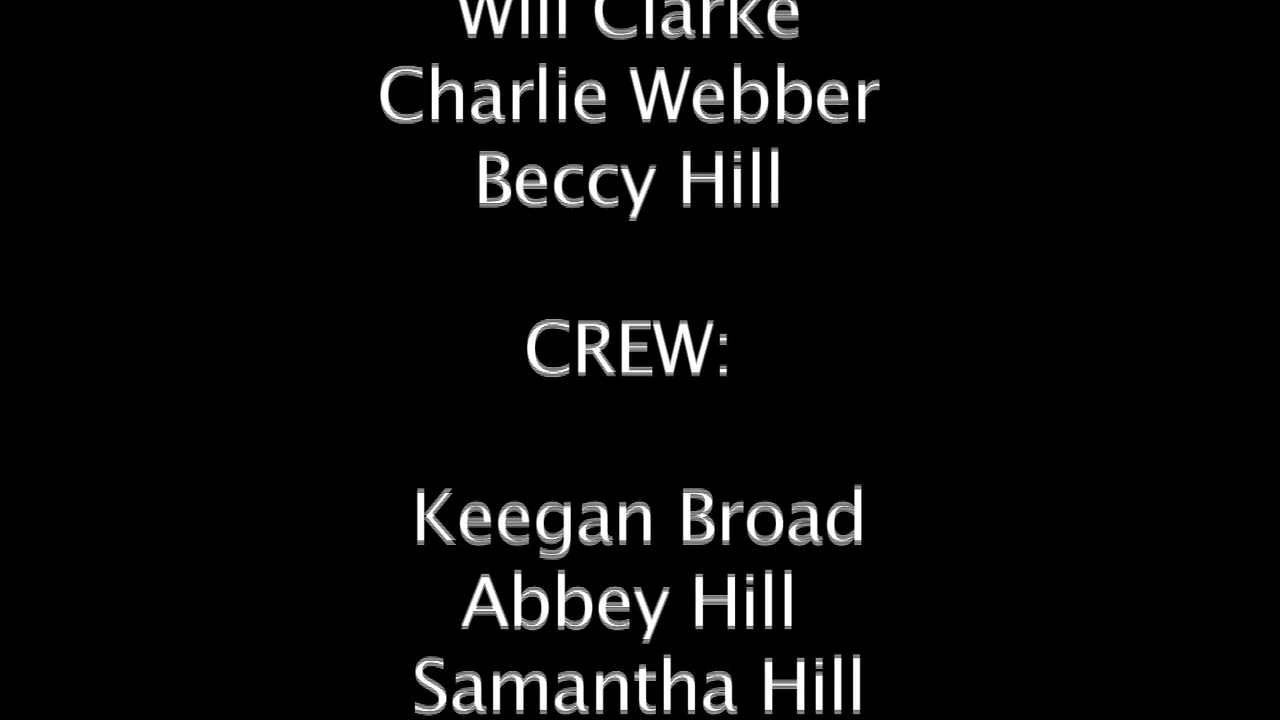 Will Clarke
Charlie Webber
Beccy Hill
CREW:
Keegan Broad
Abbey Hill
Samantha Hill